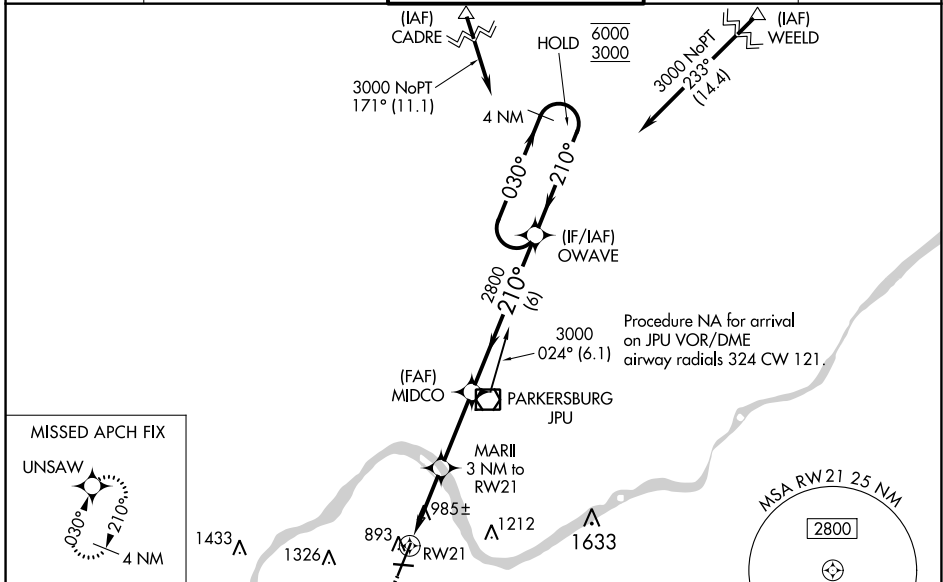 (IAF)
CADRE
3000 NoPT
171° (11.1)
HOLD
6000
3000
(IAF)
WEELD
3000 NoPT
233°
(14.4)
4 NM
030°
210°
(IF/IAF)
OWAVE
2800
210°
(6)
3000
024° (6.1)
Procedure NA for arrival
on JPU VOR/DME
airway radials 324 CW 121.
(FAF)
MIDCO
PARKERSBURG
JPU
MARII
3 NM to
RW21
MISSED APCH FIX
UNSAW
030°
210°
4 NM
1433
1326
893
985±
RW21
1212
1633
MSA RW21 25 NM
2800